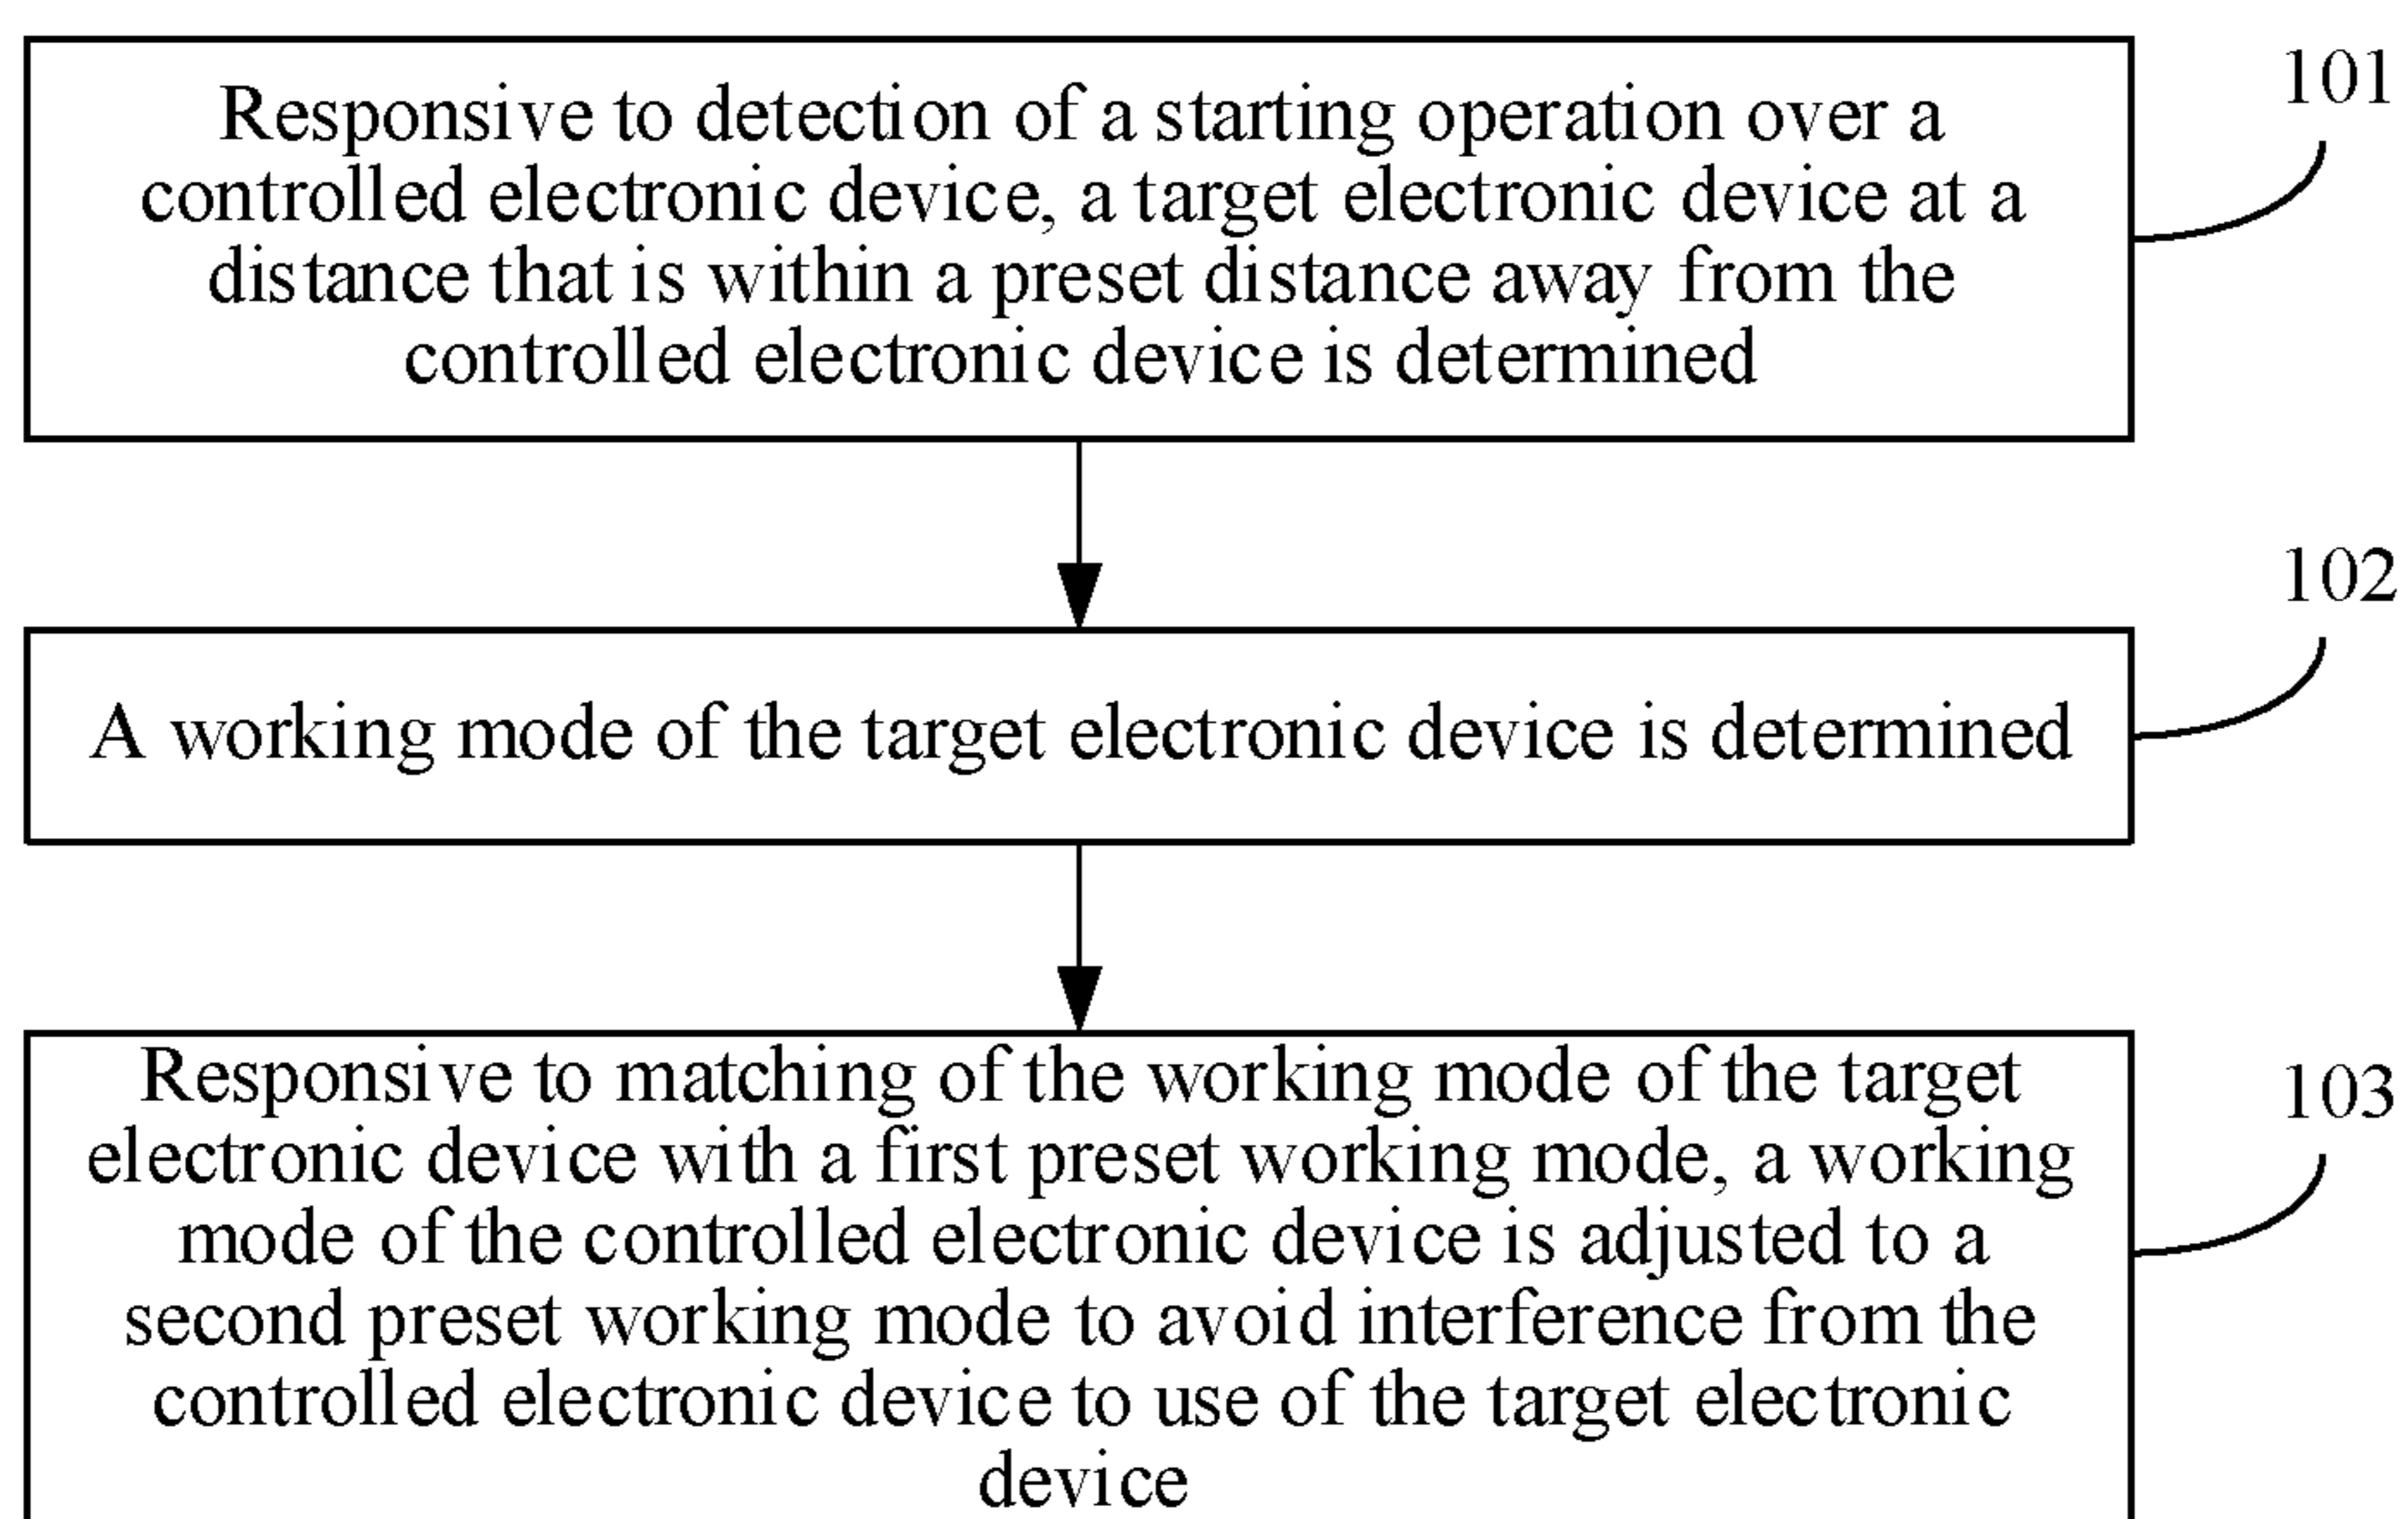 Responsive to detection of a starting operation over a
controlled electronic device, a target electronic device at a
distance that is within a preset distance away from the
controlled electronic device is determined
101
A working mode of the target electronic device is determined
102
Responsive to matching of the working mode of the target
electronic device with a first preset working mode, a working
mode of the controlled electronic device is adjusted to a
second preset working mode to avoid interference from the
controlled electronic device to use of the target electronic
device
103